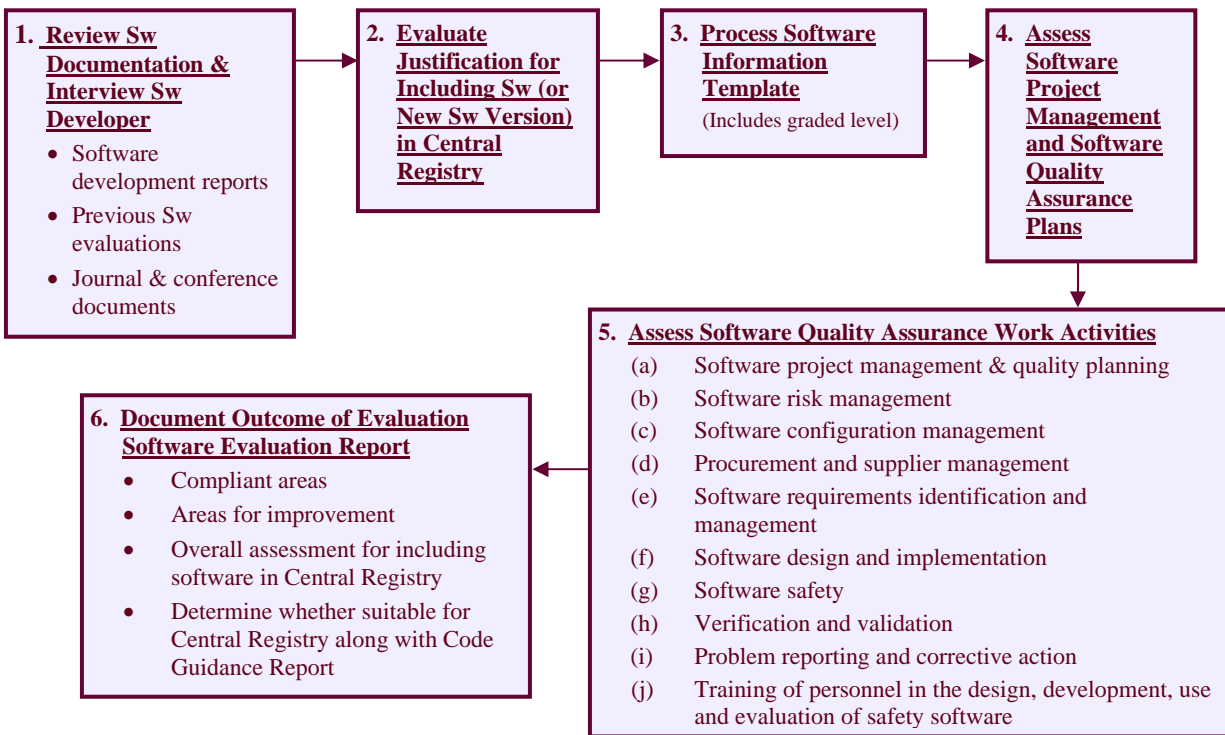 1. Review Sw
Documentation &
Interview Sw
Developer
• Software
development reports
• Previous Sw
evaluations
• Journal & conference
documents
2. Evaluate
Justification for
Including Sw (or
New Sw Version)
in Central
Registry
3. Process Software
Information
Template
(Includes graded level)
4. Assess
Software
Project
Management
and Software
Quality
Assurance
Plans
5. Assess Software Quality Assurance Work Activities
(a) Software project management & quality planning
(b) Software risk management
(c) Software configuration management
(d) Procurement and supplier management
(e) Software requirements identification and
management
(f) Software design and implementation
(g) Software safety
(h) Verification and validation
(i) Problem reporting and corrective action
(j) Training of personnel in the design, development, use
and evaluation of safety software
6. Document Outcome of Evaluation
Software Evaluation Report
• Compliant areas
• Areas for improvement
• Overall assessment for including
software in Central Registry
• Determine whether suitable for
Central Registry along with Code
Guidance Report